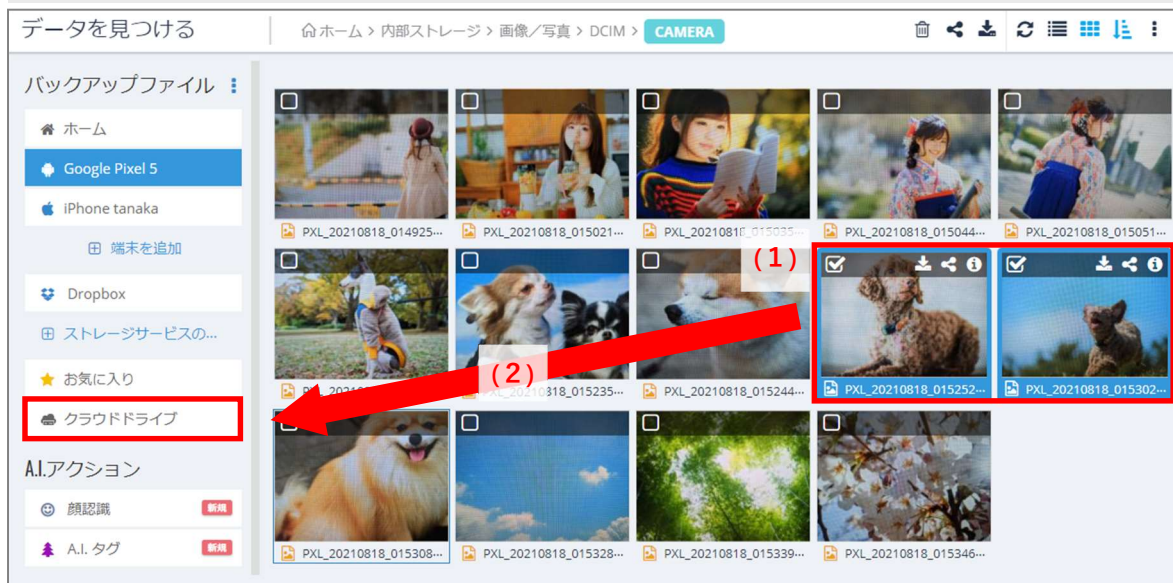 データを見つける
ホーム > 内部ストレージ > 画像／写真 > DCIM > CAMERA
バックアップファイル
ホーム
Google Pixel 5
iPhone tanaka
端末を追加
Dropbox
ストレージサービスの…
お気に入り
クラウドドライブ
A.I.アクション
顔認識 新規
A.I. タグ 新規
PXL_20210818_014925…
PXL_20210818_015021…
PXL_20210818_015035…
PXL_20210818_015044…
PXL_20210818_015051…
(1)
(2)
PXL_20210818_015235…
PXL_20210818_015244…
PXL_20210818_015252…
PXL_20210818_015302…
PXL_20210818_015308…
PXL_20210818_015328…
PXL_20210818_015339…
PXL_20210818_015346…